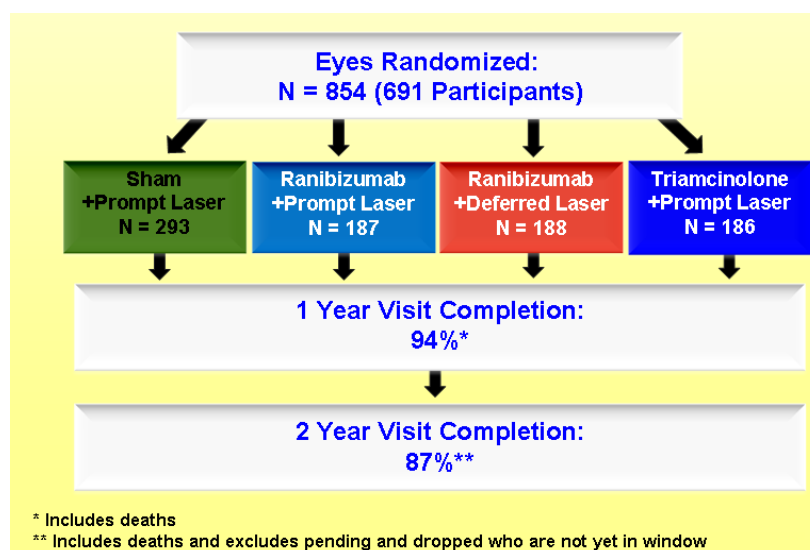 Eyes Randomized:
N = 854 (691 Participants)
Sham
+Prompt Laser
N = 293
Ranibizumab
+Prompt Laser
N = 187
Ranibizumab
+Deferred Laser
N = 188
Triamcinolone
+Prompt Laser
N = 186
1 Year Visit Completion:
94%*
2 Year Visit Completion:
87%**
* Includes deaths
** Includes deaths and excludes pending and dropped who are not yet in window